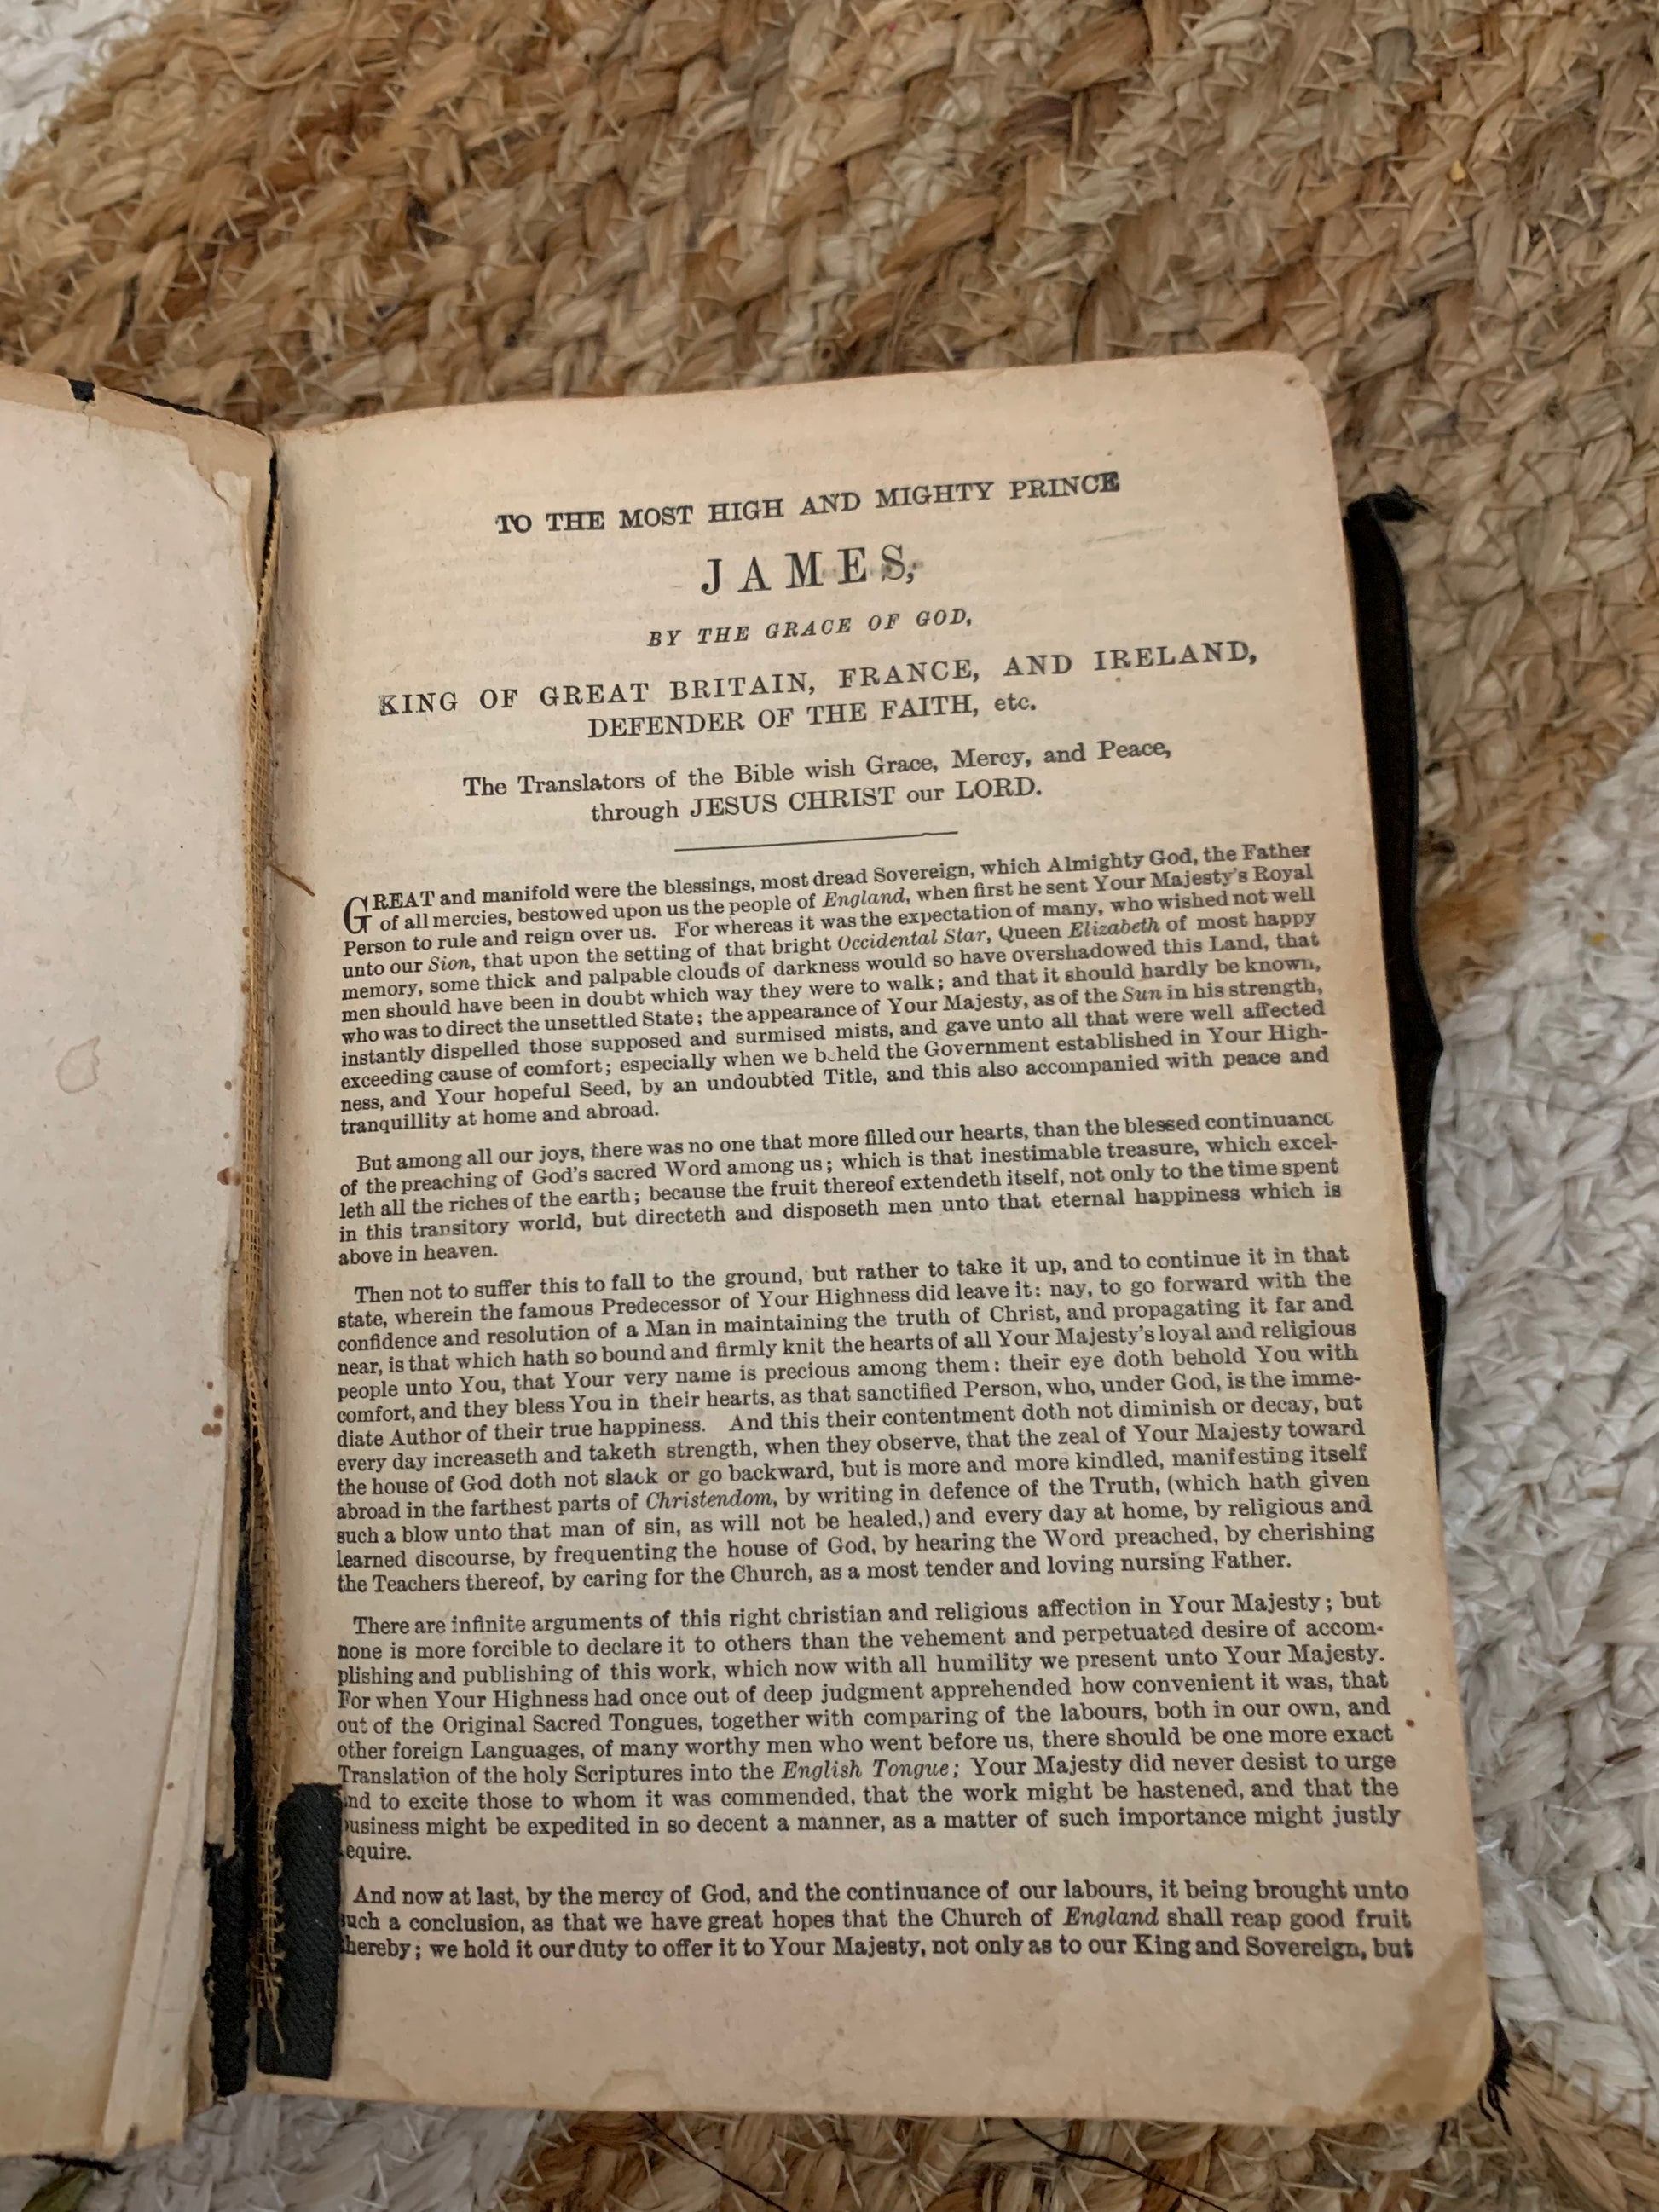 TO THE MOST HIGH AND MIGHTY PRINCE
JAMES,
BY THE GRACE OF GOD,
KING OF GREAT BRITAIN, FRANCE, AND IRELAND,
DEFENDER OF THE FAITH, etc.
The Translators of the Bible wish Grace, Mercy, and Peace,
through JESUS CHRIST our LORD.
GREAT and manifold were the blessings, most dread Sovereign, which Almighty God, the Father
of all mercies, bestowed upon us the people of England, when first he sent Your Majesty's Royal
Person to rule and reign over us. For whereas it was the expectation of many, who wished not well
unto our Sion, that upon the setting of that bright Occidental Star, Queen Elizabeth of most happy
memory, some thick and palpable clouds of darkness would so have overshadowed this Land, that
men should have been in doubt which way they were to walk; and that it should hardly be known,
who was to direct the unsettled State; the appearance of Your Majesty, as of the Sun in his strength,
instantly dispelled those supposed and surmised mists, and gave unto all that were well affected
exceeding cause of comfort; especially when we beheld the Government established in Your High-
ness, and Your hopeful Seed, by an undoubted Title, and this also accompanied with peace and
tranquillity at home and abroad.
But among all our joys, there was no one that more filled our hearts, than the blessed continuance
of the preaching of God's sacred Word among us; which is that inestimable treasure, which excel-
leth all the riches of the earth; because the fruit thereof extendeth itself, not only to the time spent
in this transitory world, but directeth and disposeth men unto that eternal happiness which is
above in heaven.
Then not to suffer this to fall to the ground, but rather to take it up, and to continue it in that
state, wherein the famous Predecessor of Your Highness did leave it: nay, to go forward with the
confidence and resolution of a Man in maintaining the truth of Christ, and propagating it far and
near, is that which hath so bound and firmly knit the hearts of all Your Majesty's loyal and religious
people unto You, that Your very name is precious among them: their eye doth behold You with
comfort, and they bless You in their hearts, as that sanctified Person, who, under God, is the imme-
diate Author of their true happiness. And this their contentment doth not diminish or decay, but
every day increaseth and taketh strength, when they observe, that the zeal of Your Majesty toward
the house of God doth not slack or go backward, but is more and more kindled, manifesting itself
abroad in the farthest parts of Christendom, by writing in defence of the Truth, (which hath given
such a blow unto that man of sin, as will not be healed,) and every day at home, by religious and
learned discourse, by frequenting the house of God, by hearing the Word preached, by cherishing
the Teachers thereof, by caring for the Church, as a most tender and loving nursing Father.
There are infinite arguments of this right christian and religious affection in Your Majesty; but
none is more forcible to declare it to others than the vehement and perpetuated desire of accom-
plishing and publishing of this work, which now with all humility we present unto Your Majesty.
For when Your Highness had once out of deep judgment apprehended how convenient it was, that
out of the Original Sacred Tongues, together with comparing of the labours, both in our own, and
other foreign Languages, of many worthy men who went before us, there should be one more exact
Translation of the holy Scriptures into the English Tongue; Your Majesty did never desist to urge
and to excite those to whom it was commended, that the work might be hastened, and that the
business might be expedited in so decent a manner, as a matter of such importance might justly
equire.
And now at last, by the mercy of God, and the continuance of our labours, it being brought unto
such a conclusion, as that we have great hopes that the Church of England shall reap good fruit
thereby; we hold it our duty to offer it to Your Majesty, not only as to our King and Sovereign, but